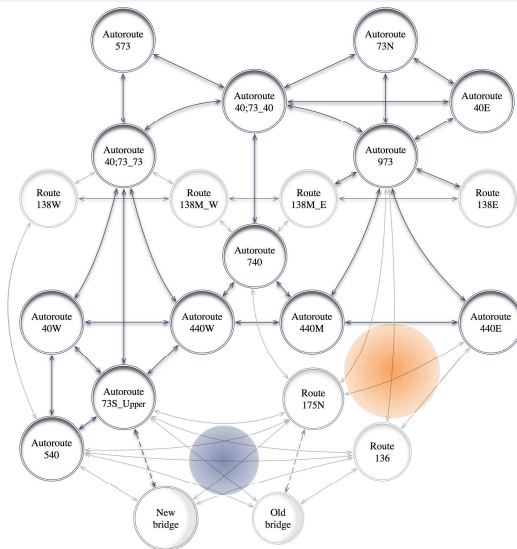 Autoroute
573
Autoroute
73N
Autoroute
40;73_40
Autoroute
40E
Autoroute
40;73_73
Autoroute
973
Route
138W
Route
138M_W
Route
138M_E
Route
138E
Autoroute
740
Autoroute
40W
Autoroute
440W
Autoroute
440M
Autoroute
440E
Autoroute
73S_Upper
Route
175N
Autoroute
540
Route
136
New
bridge
Old
bridge